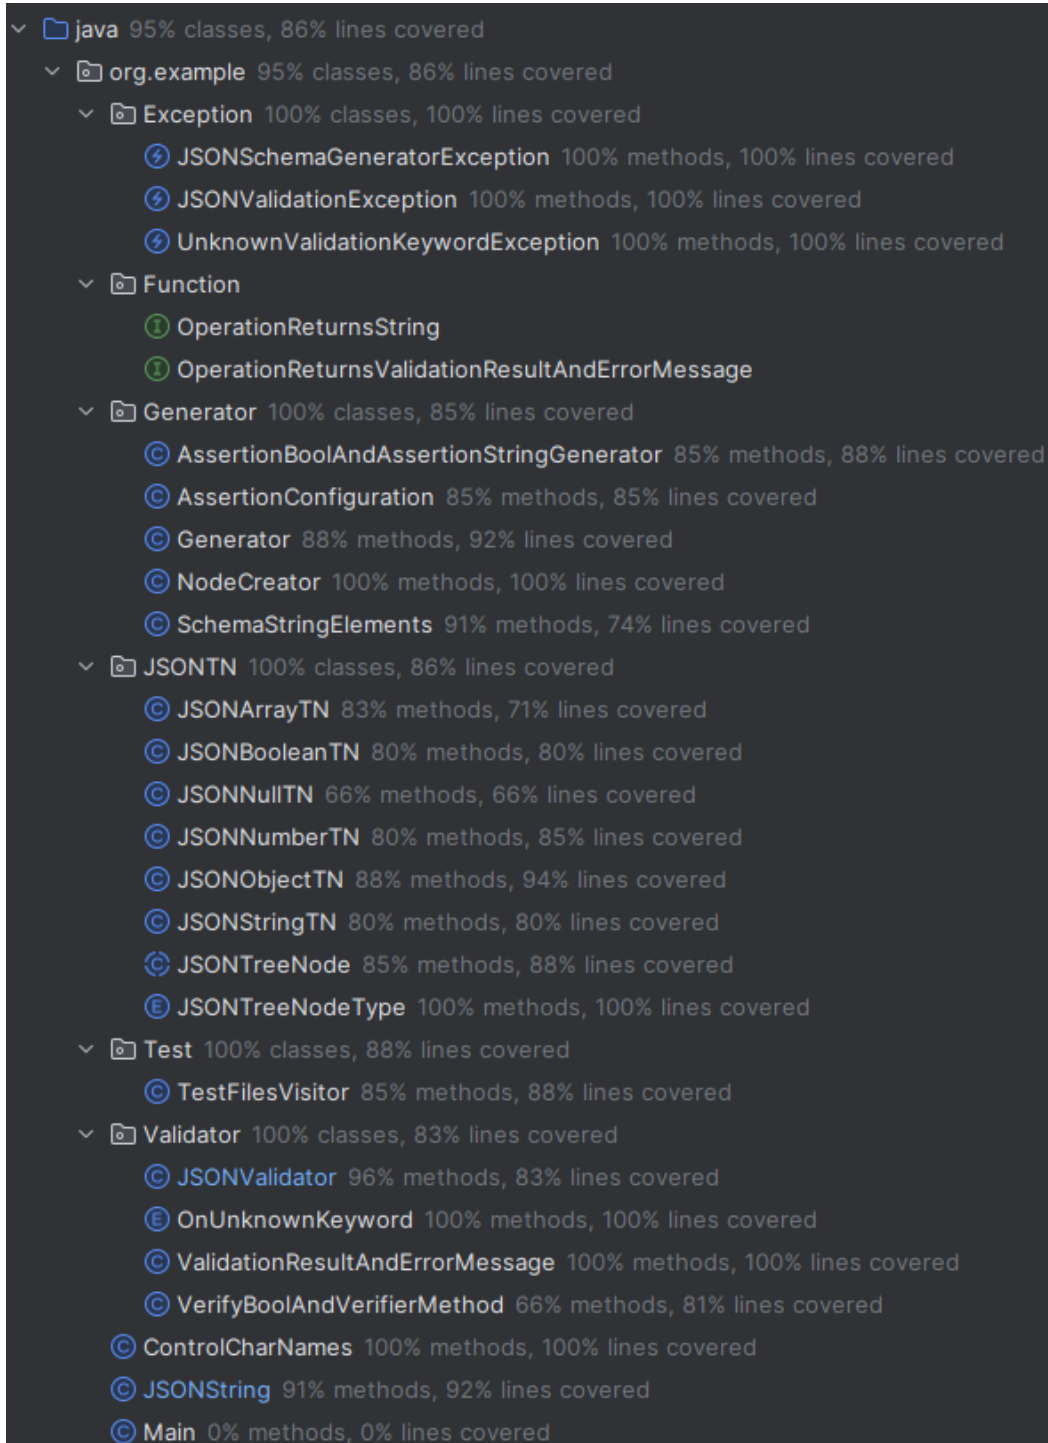 java 95% classes, 86% lines covered
org.example 95% classes, 86% lines covered
Exception 100% classes, 100% lines covered
JSONSchemaGeneratorException 100% methods, 100% lines covered
JSONValidationException 100% methods, 100% lines covered
UnknownValidationKeywordException 100% methods, 100% lines covered
Function
OperationReturnsString
OperationReturnsValidationResultAndErrorMessage
Generator 100% classes, 85% lines covered
AssertionBoolAndAssertionStringGenerator 85% methods, 88% lines covered
AssertionConfiguration 85% methods, 85% lines covered
Generator 88% methods, 92% lines covered
NodeCreator 100% methods, 100% lines covered
SchemaStringElements 91% methods, 74% lines covered
JSONTN 100% classes, 86% lines covered
JSONArrayTN 83% methods, 71% lines covered
JSONBooleanTN 80% methods, 80% lines covered
JSONNullTN 66% methods, 66% lines covered
JSONNumberTN 80% methods, 85% lines covered
JSONObjectTN 88% methods, 94% lines covered
JSONStringTN 80% methods, 80% lines covered
JSONTreeNode 85% methods, 88% lines covered
JSONTreeNodeType 100% methods, 100% lines covered
Test 100% classes, 88% lines covered
TestFilesVisitor 85% methods, 88% lines covered
Validator 100% classes, 83% lines covered
JSONValidator 96% methods, 83% lines covered
OnUnknownKeyword 100% methods, 100% lines covered
ValidationResultAndErrorMessage 100% methods, 100% lines covered
VerifyBoolAndVerifierMethod 66% methods, 81% lines covered
ControlCharNames 100% methods, 100% lines covered
JSONString 91% methods, 92% lines covered
Main 0% methods, 0% lines covered